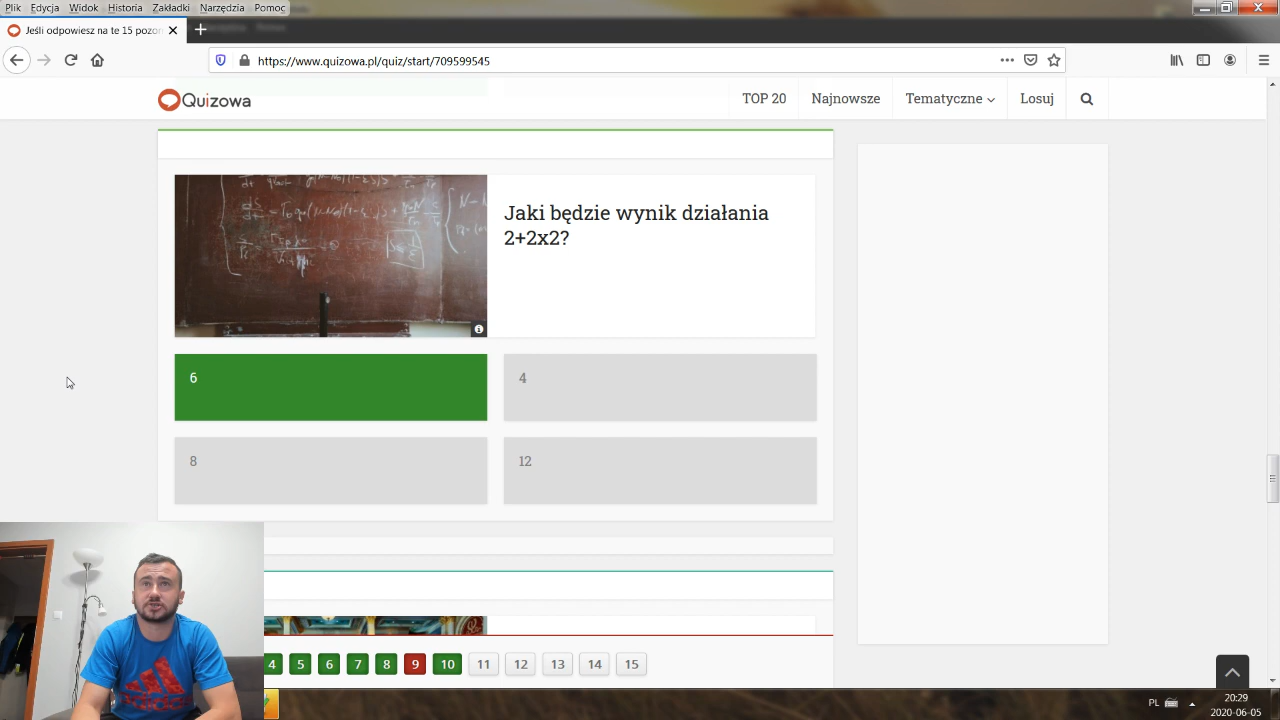 Plik Edycja Widok Historia Zakładki Narzędzia Pomoc
Jeśli odpowiesz na te 15 pozor
https://www.quizowa.pl/quiz/start/709599545
Quizowa
TOP 20 Najnowsze Tematyczne Losuj
Jaki będzie wynik działania
2+2x2?
6
4
8
12
4 5 6 7 8 9 10 11 12 13 14 15
PL
20:29
2020-06-05